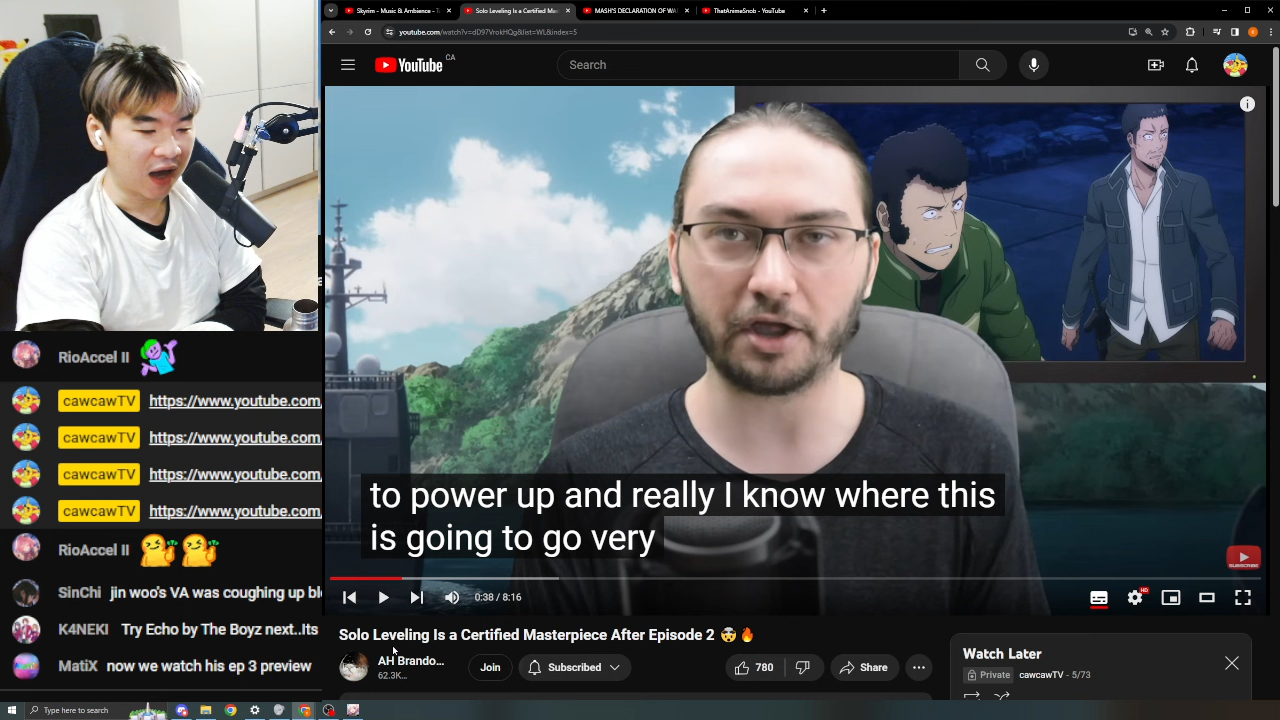 Skyrim - Music & Ambience - T
Solo Leveling Is a Certified Ma
MASH'S DECLARATION OF WA
ThatAnimeSnob - YouTube
youtube.com/watch?v=dD97VrokHQg&list=WL&index=5
YouTube CA
Search
to power up and really I know where this
is going to go very
SUBSCRIBE
0:38 / 8:16
HD
Solo Leveling Is a Certified Masterpiece After Episode 2 🤯🔥
AH Brando...
62.3K...
Join
Subscribed
780
Share
Watch Later
Private cawcawTV - 5/73
RioAccel II
cawcawTV https://www.youtube.com/
cawcawTV https://www.youtube.com/
cawcawTV https://www.youtube.com/
cawcawTV https://www.youtube.com/
RioAccel II
SinChi jin woo's VA was coughing up bl
K4NEKI Try Echo by The Boyz next..Its
MatiX now we watch his ep 3 preview
Type here to search